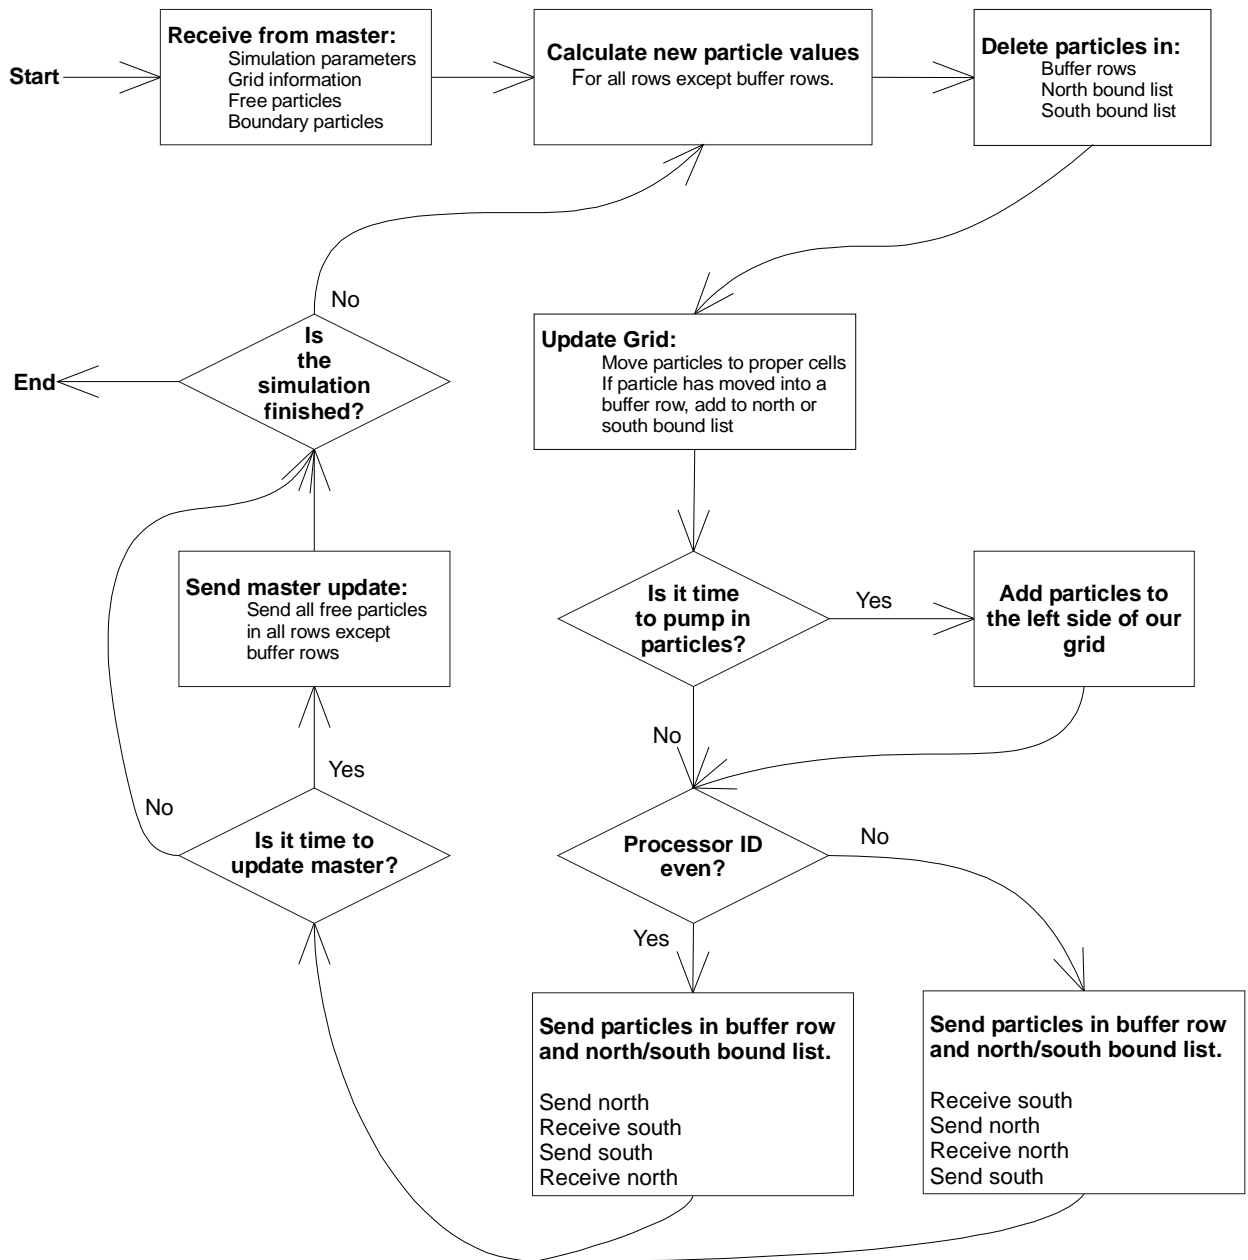 Start
Receive from master:
Simulation parameters
Grid information
Free particles
Boundary particles
Calculate new particle values
For all rows except buffer rows.
Delete particles in:
Buffer rows
North bound list
South bound list
No
Is
the
simulation
finished?
End
Update Grid:
Move particles to proper cells
If particle has moved into a
buffer row, add to north or
south bound list
Send master update:
Send all free particles
in all rows except
buffer rows
Is it time
to pump in
particles?
Yes
Add particles to
the left side of our
grid
No
Yes
No
Is it time to
update master?
Processor ID
even?
No
Yes
Send particles in buffer row
and north/south bound list.
Send north
Receive south
Send south
Receive north
Send particles in buffer row
and north/south bound list.
Receive south
Send north
Receive north
Send south